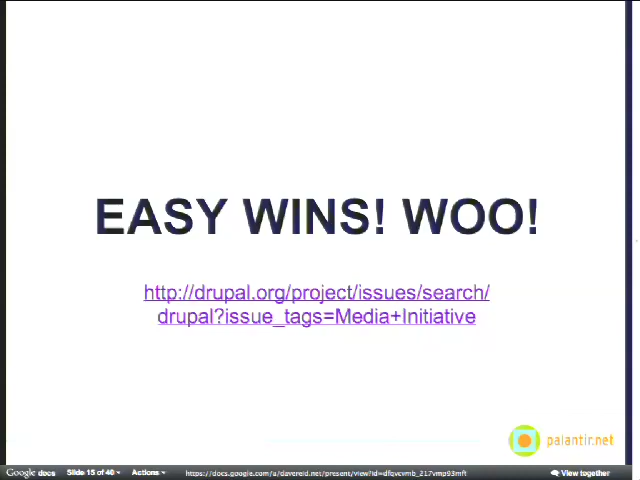 EASY WINS! WOO!
http://drupal.org/project/issues/search/
drupal?issue_tags=Media+Initiative
palantir.net
Google docs Slide 15 of 40 Actions https://docs.google.com/a/davereid.net/present/view?id=dfqvcvmb_217vmp93mft View together